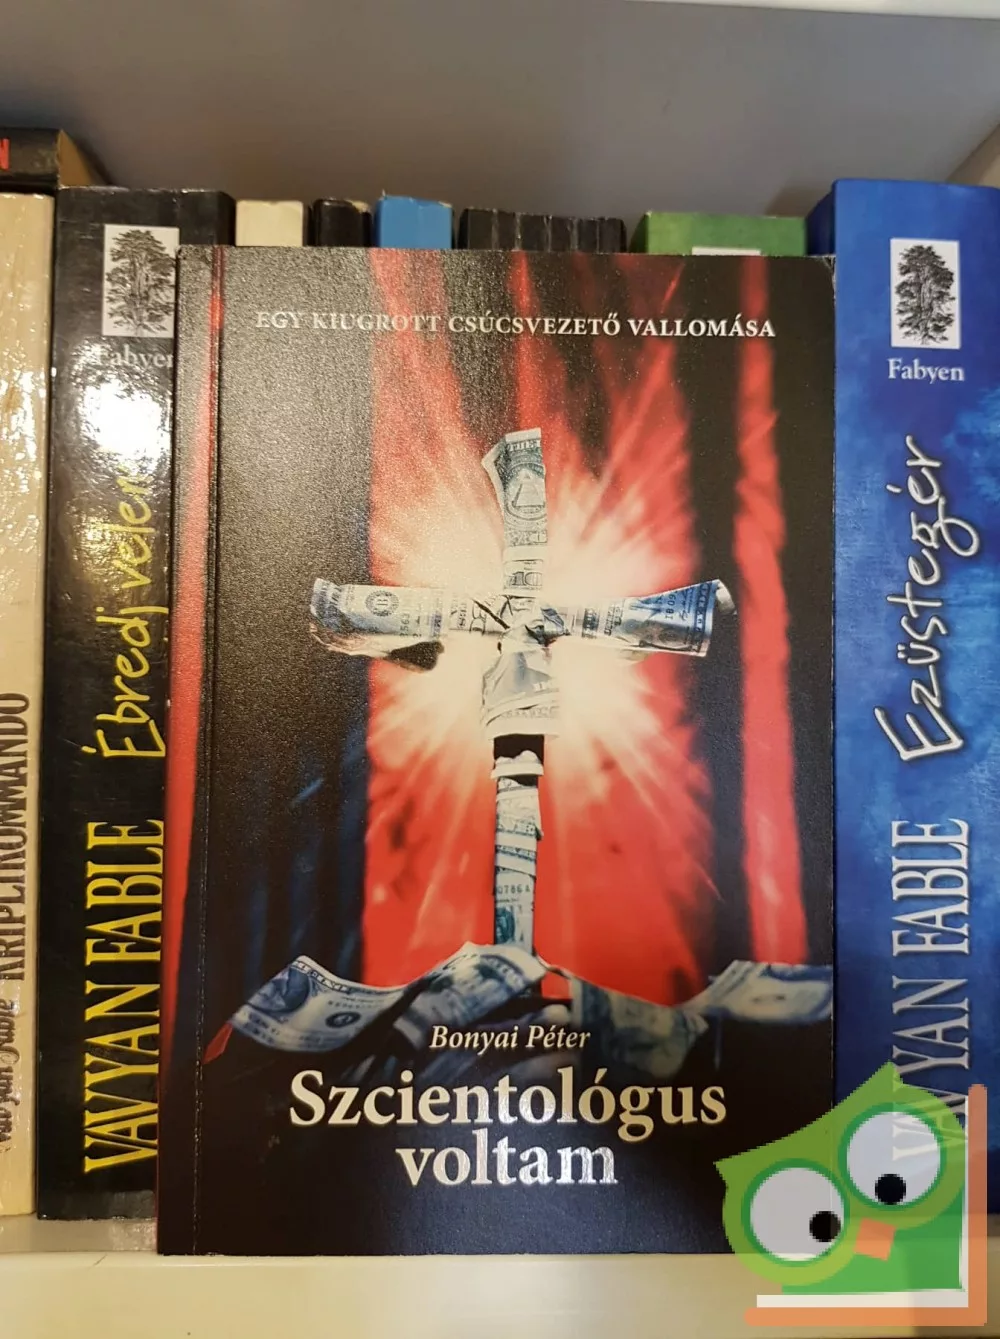 EGY KIUGROTT CSÚCSVEZETŐ VALLOMÁSA
Bonyai Péter
Szcientológus
voltam
Fabyen
VAVYAN FABLE
Ébredj velem
Fabyen
VAVYAN FABLE
Ezüstegér
Vavyan Fable
KRIPLIKOMMANDÓ